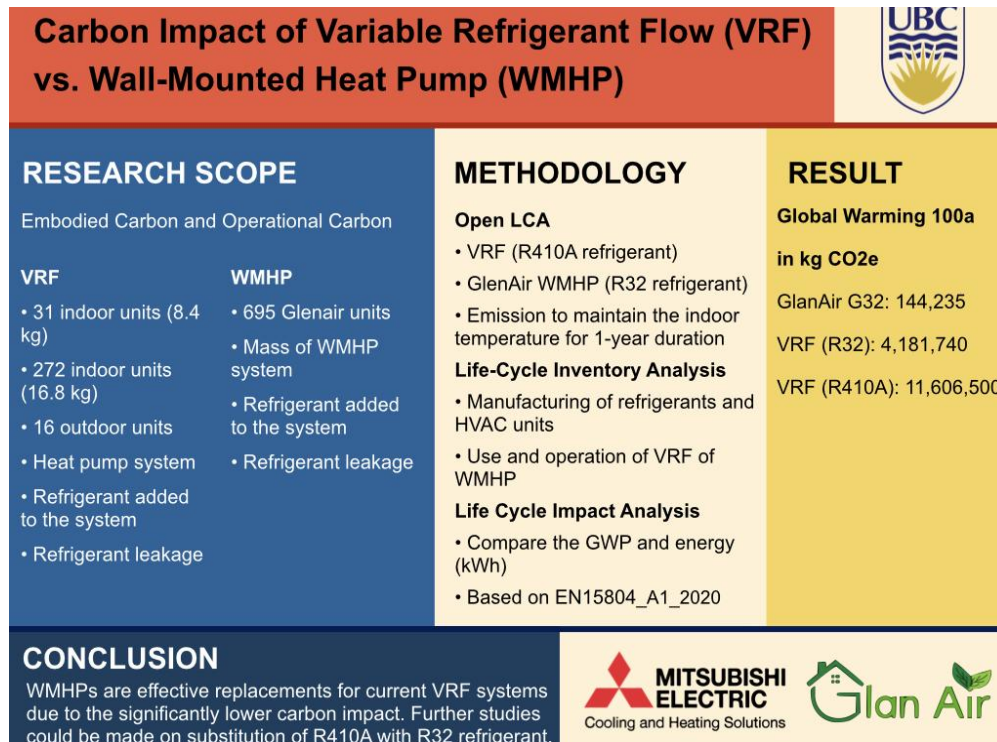 Carbon Impact of Variable Refrigerant Flow (VRF)
vs. Wall-Mounted Heat Pump (WMHP)
UBC
RESEARCH SCOPE
Embodied Carbon and Operational Carbon
VRF
• 31 indoor units (8.4
kg)
• 272 indoor units
(16.8 kg)
• 16 outdoor units
• Heat pump system
• Refrigerant added
to the system
• Refrigerant leakage
WMHP
• 695 Glenair units
• Mass of WMHP
system
• Refrigerant added
to the system
• Refrigerant leakage
METHODOLOGY
Open LCA
• VRF (R410A refrigerant)
• GlenAir WMHP (R32 refrigerant)
• Emission to maintain the indoor
temperature for 1-year duration
Life-Cycle Inventory Analysis
• Manufacturing of refrigerants and
HVAC units
• Use and operation of VRF of
WMHP
Life Cycle Impact Analysis
• Compare the GWP and energy
(kWh)
• Based on EN15804_A1_2020
RESULT
Global Warming 100a
in kg CO2e
GlanAir G32: 144,235
VRF (R32): 4,181,740
VRF (R410A): 11,606,500
CONCLUSION
WMHPs are effective replacements for current VRF systems
due to the significantly lower carbon impact. Further studies
could be made on substitution of R410A with R32 refrigerant.
MITSUBISHI
ELECTRIC
Cooling and Heating Solutions
Glan Air